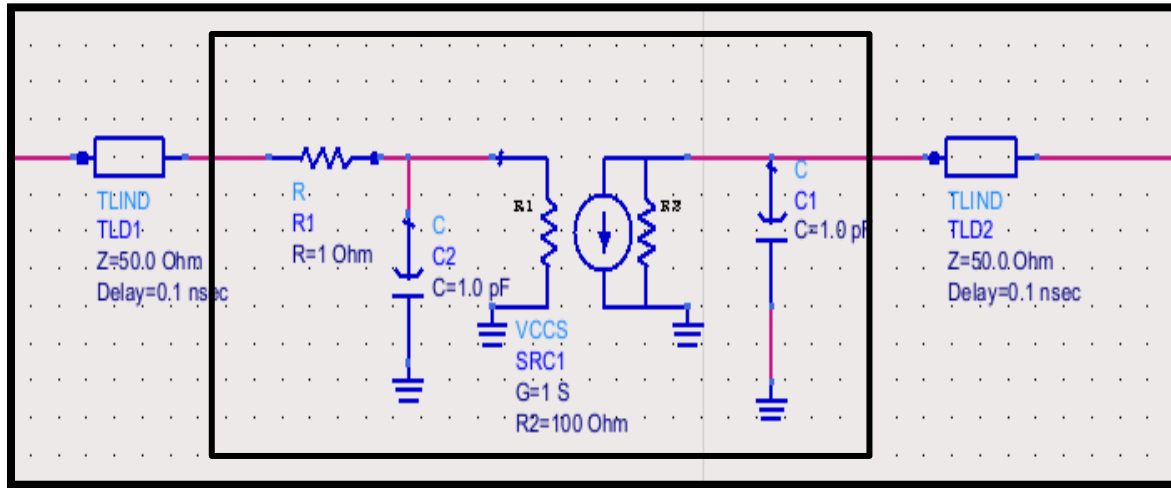 TLIND
TLD1
Z=50.0 Ohm
Delay=0.1 nsec
R
R1
R=1 Ohm
C
C2
C=1.0 pF
R1
R2
VCCS
SRC1
G=1 S
R2=100 Ohm
C
C1
C=1.0 pF
TLIND
TLD2
Z=50.0 Ohm
Delay=0.1 nsec